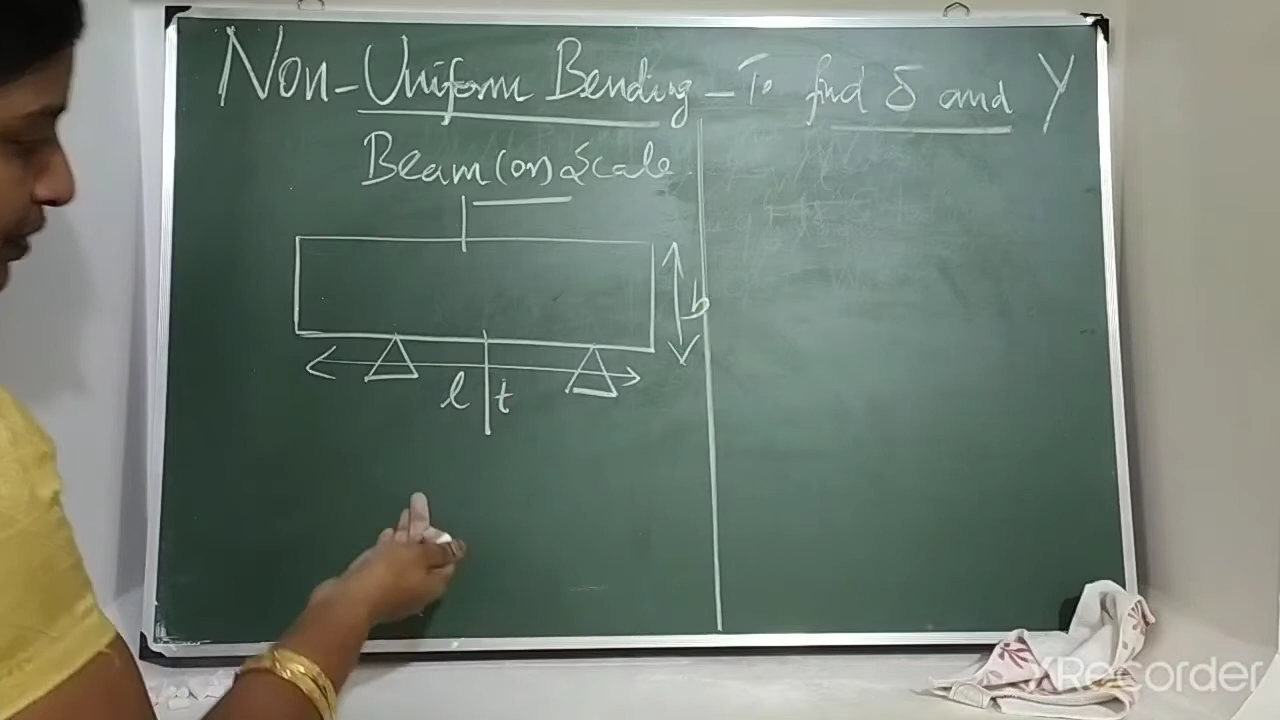 Non-Uniform Bending - To find δ and Y
Beam (or) Scale.
b
l t
XRecorder